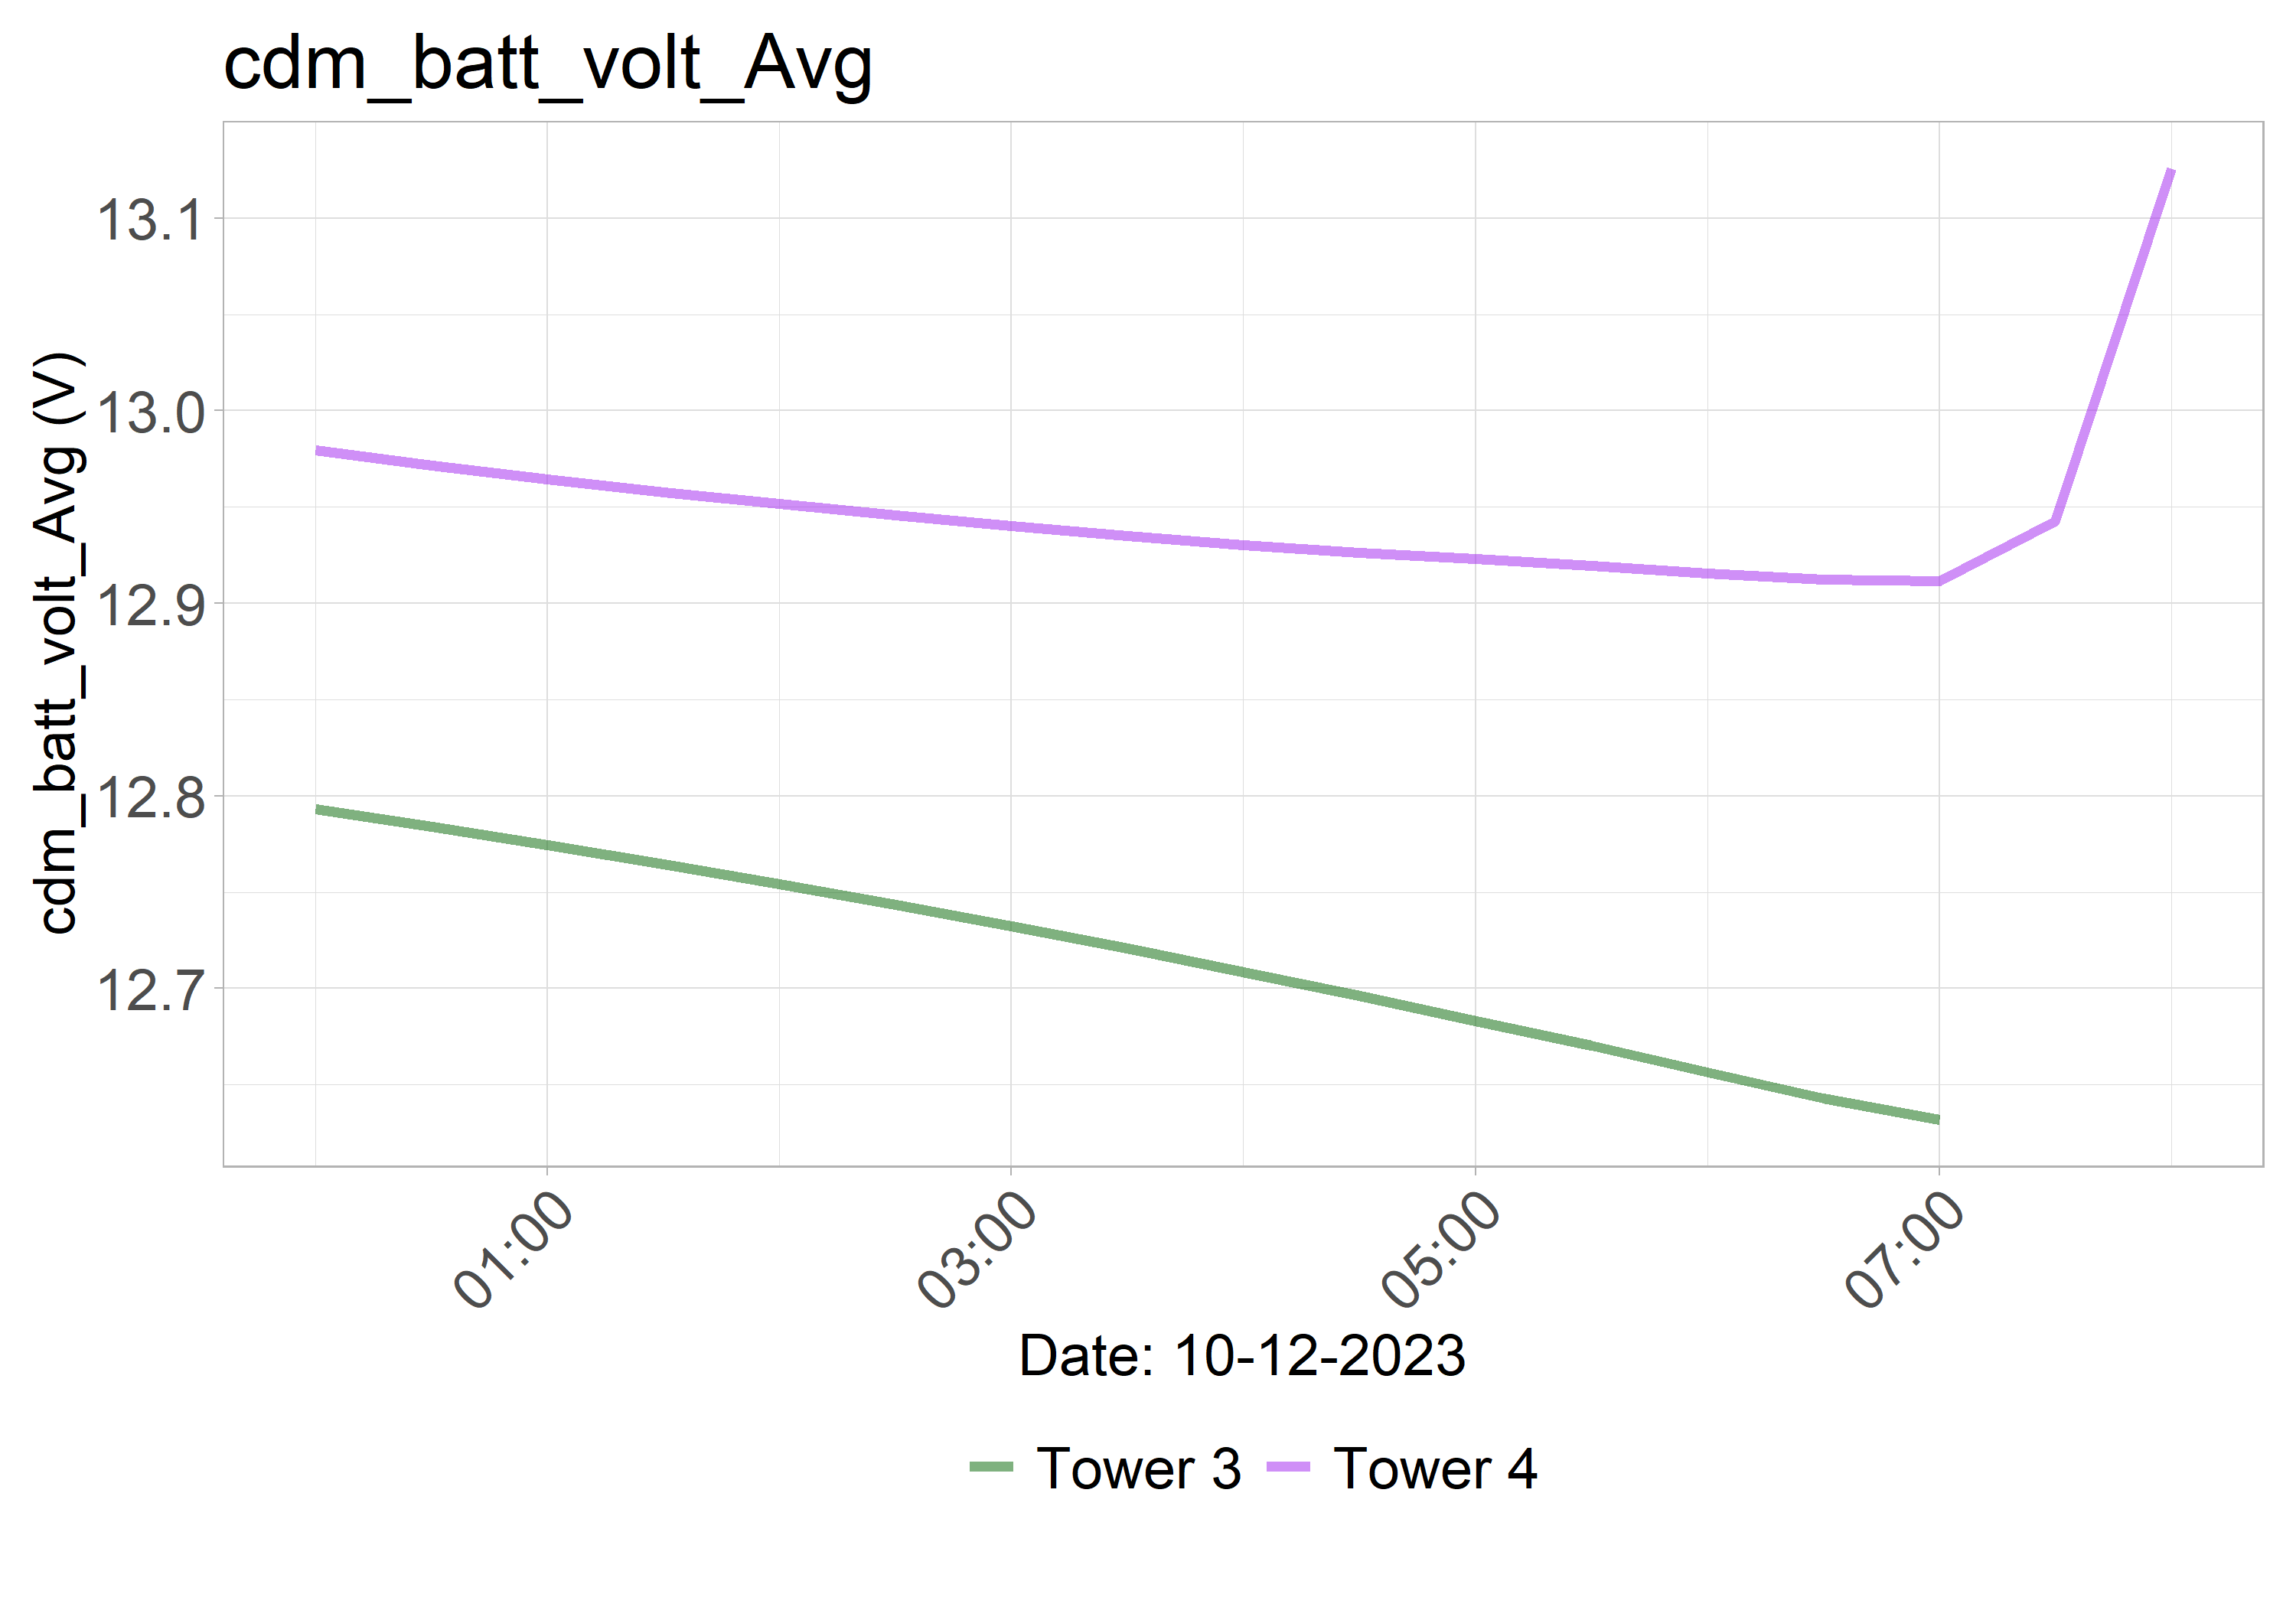 cdm_batt_volt_Avg
cdm_batt_volt_Avg (V)
13.1
13.0
12.9
12.8
12.7
01:00
03:00
05:00
07:00
Date: 10-12-2023
Tower 3
Tower 4